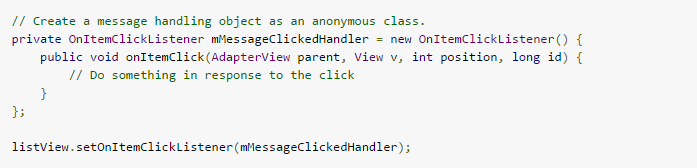 // Create a message handling object as an anonymous class.
private OnItemClickListener mMessageClickedHandler = new OnItemClickListener() {
    public void onItemClick(AdapterView parent, View v, int position, long id) {
        // Do something in response to the click
    }
};

listView.setOnItemClickListener(mMessageClickedHandler);